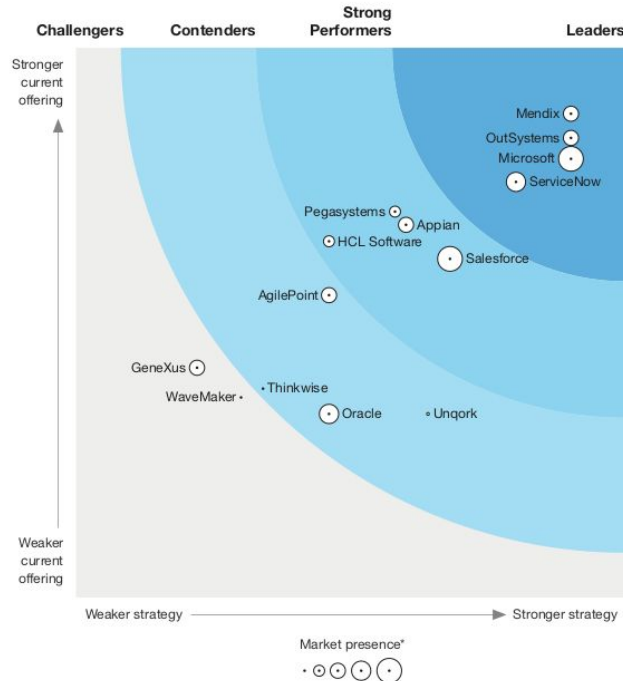 Challengers
Contenders
Strong
Performers
Leaders
Stronger
current
offering
Mendix
OutSystems
Microsoft
ServiceNow
Pegasystems
Appian
HCL Software
Salesforce
AgilePoint
GeneXus
Thinkwise
WaveMaker
Oracle
Unqork
Weaker
current
offering
Weaker strategy
Stronger strategy
Market presence*